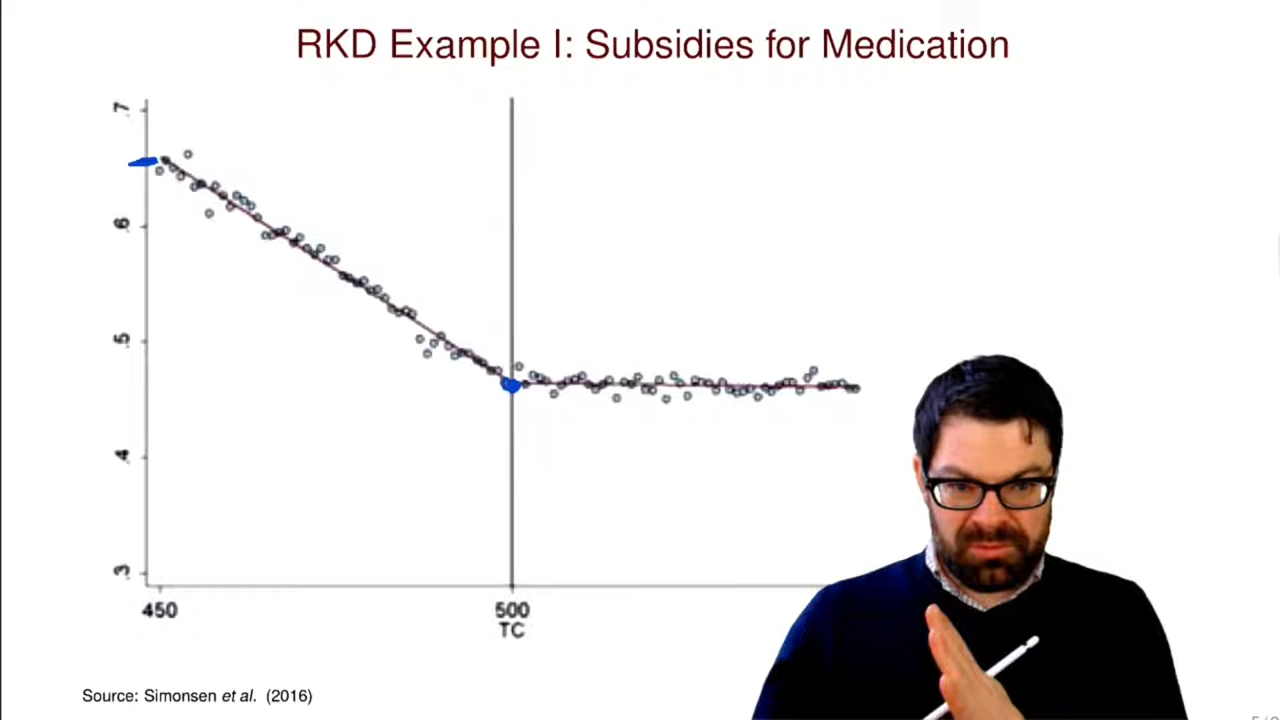 RKD Example I: Subsidies for Medication
.7
.6
.5
.4
.3
450
500
TC
Source: Simonsen et al. (2016)